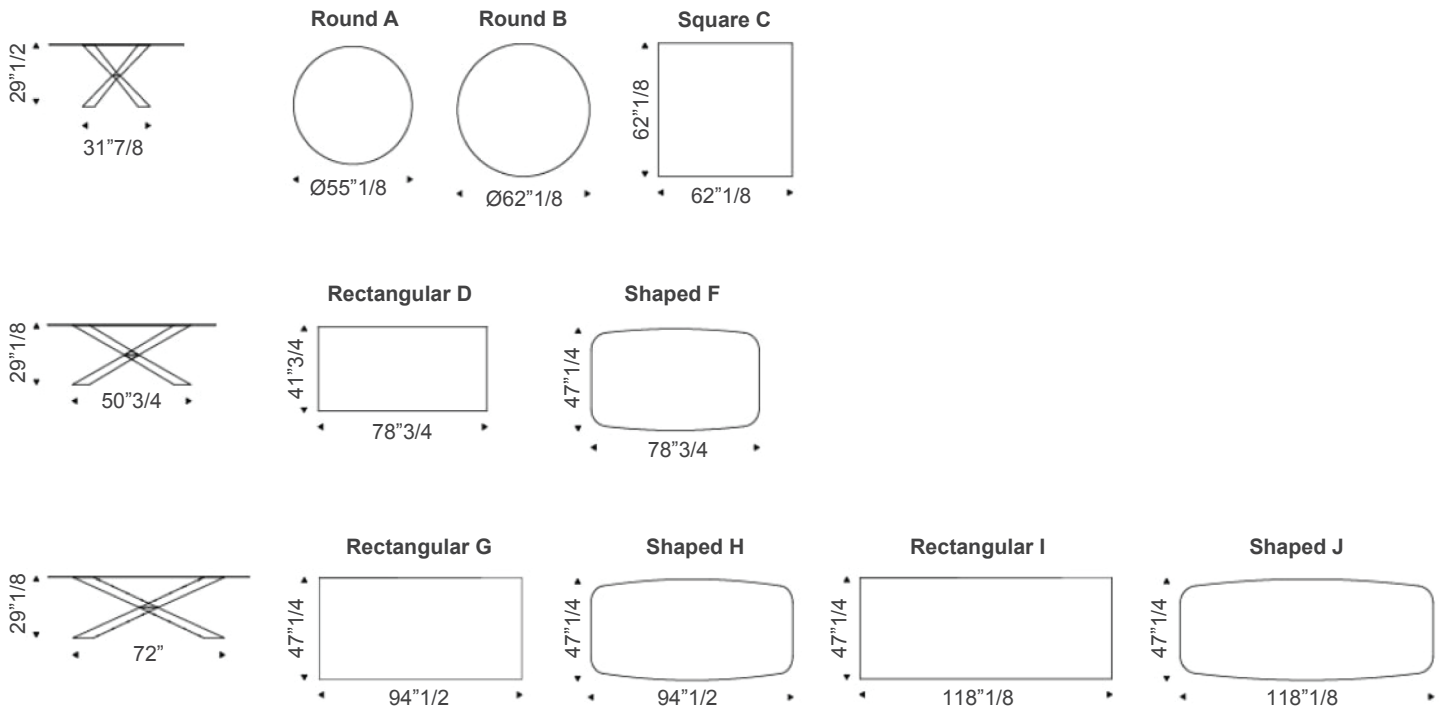 Round A
Round B
Square C
29”1/2
31”7/8
Ø55”1/8
Ø62”1/8
62”1/8
62”1/8
Rectangular D
Shaped F
29”1/8
50”3/4
41”3/4
78”3/4
47”1/4
78”3/4
Rectangular G
Shaped H
Rectangular I
Shaped J
29”1/8
72”
47”1/4
94”1/2
47”1/4
94”1/2
47”1/4
118”1/8
47”1/4
118”1/8